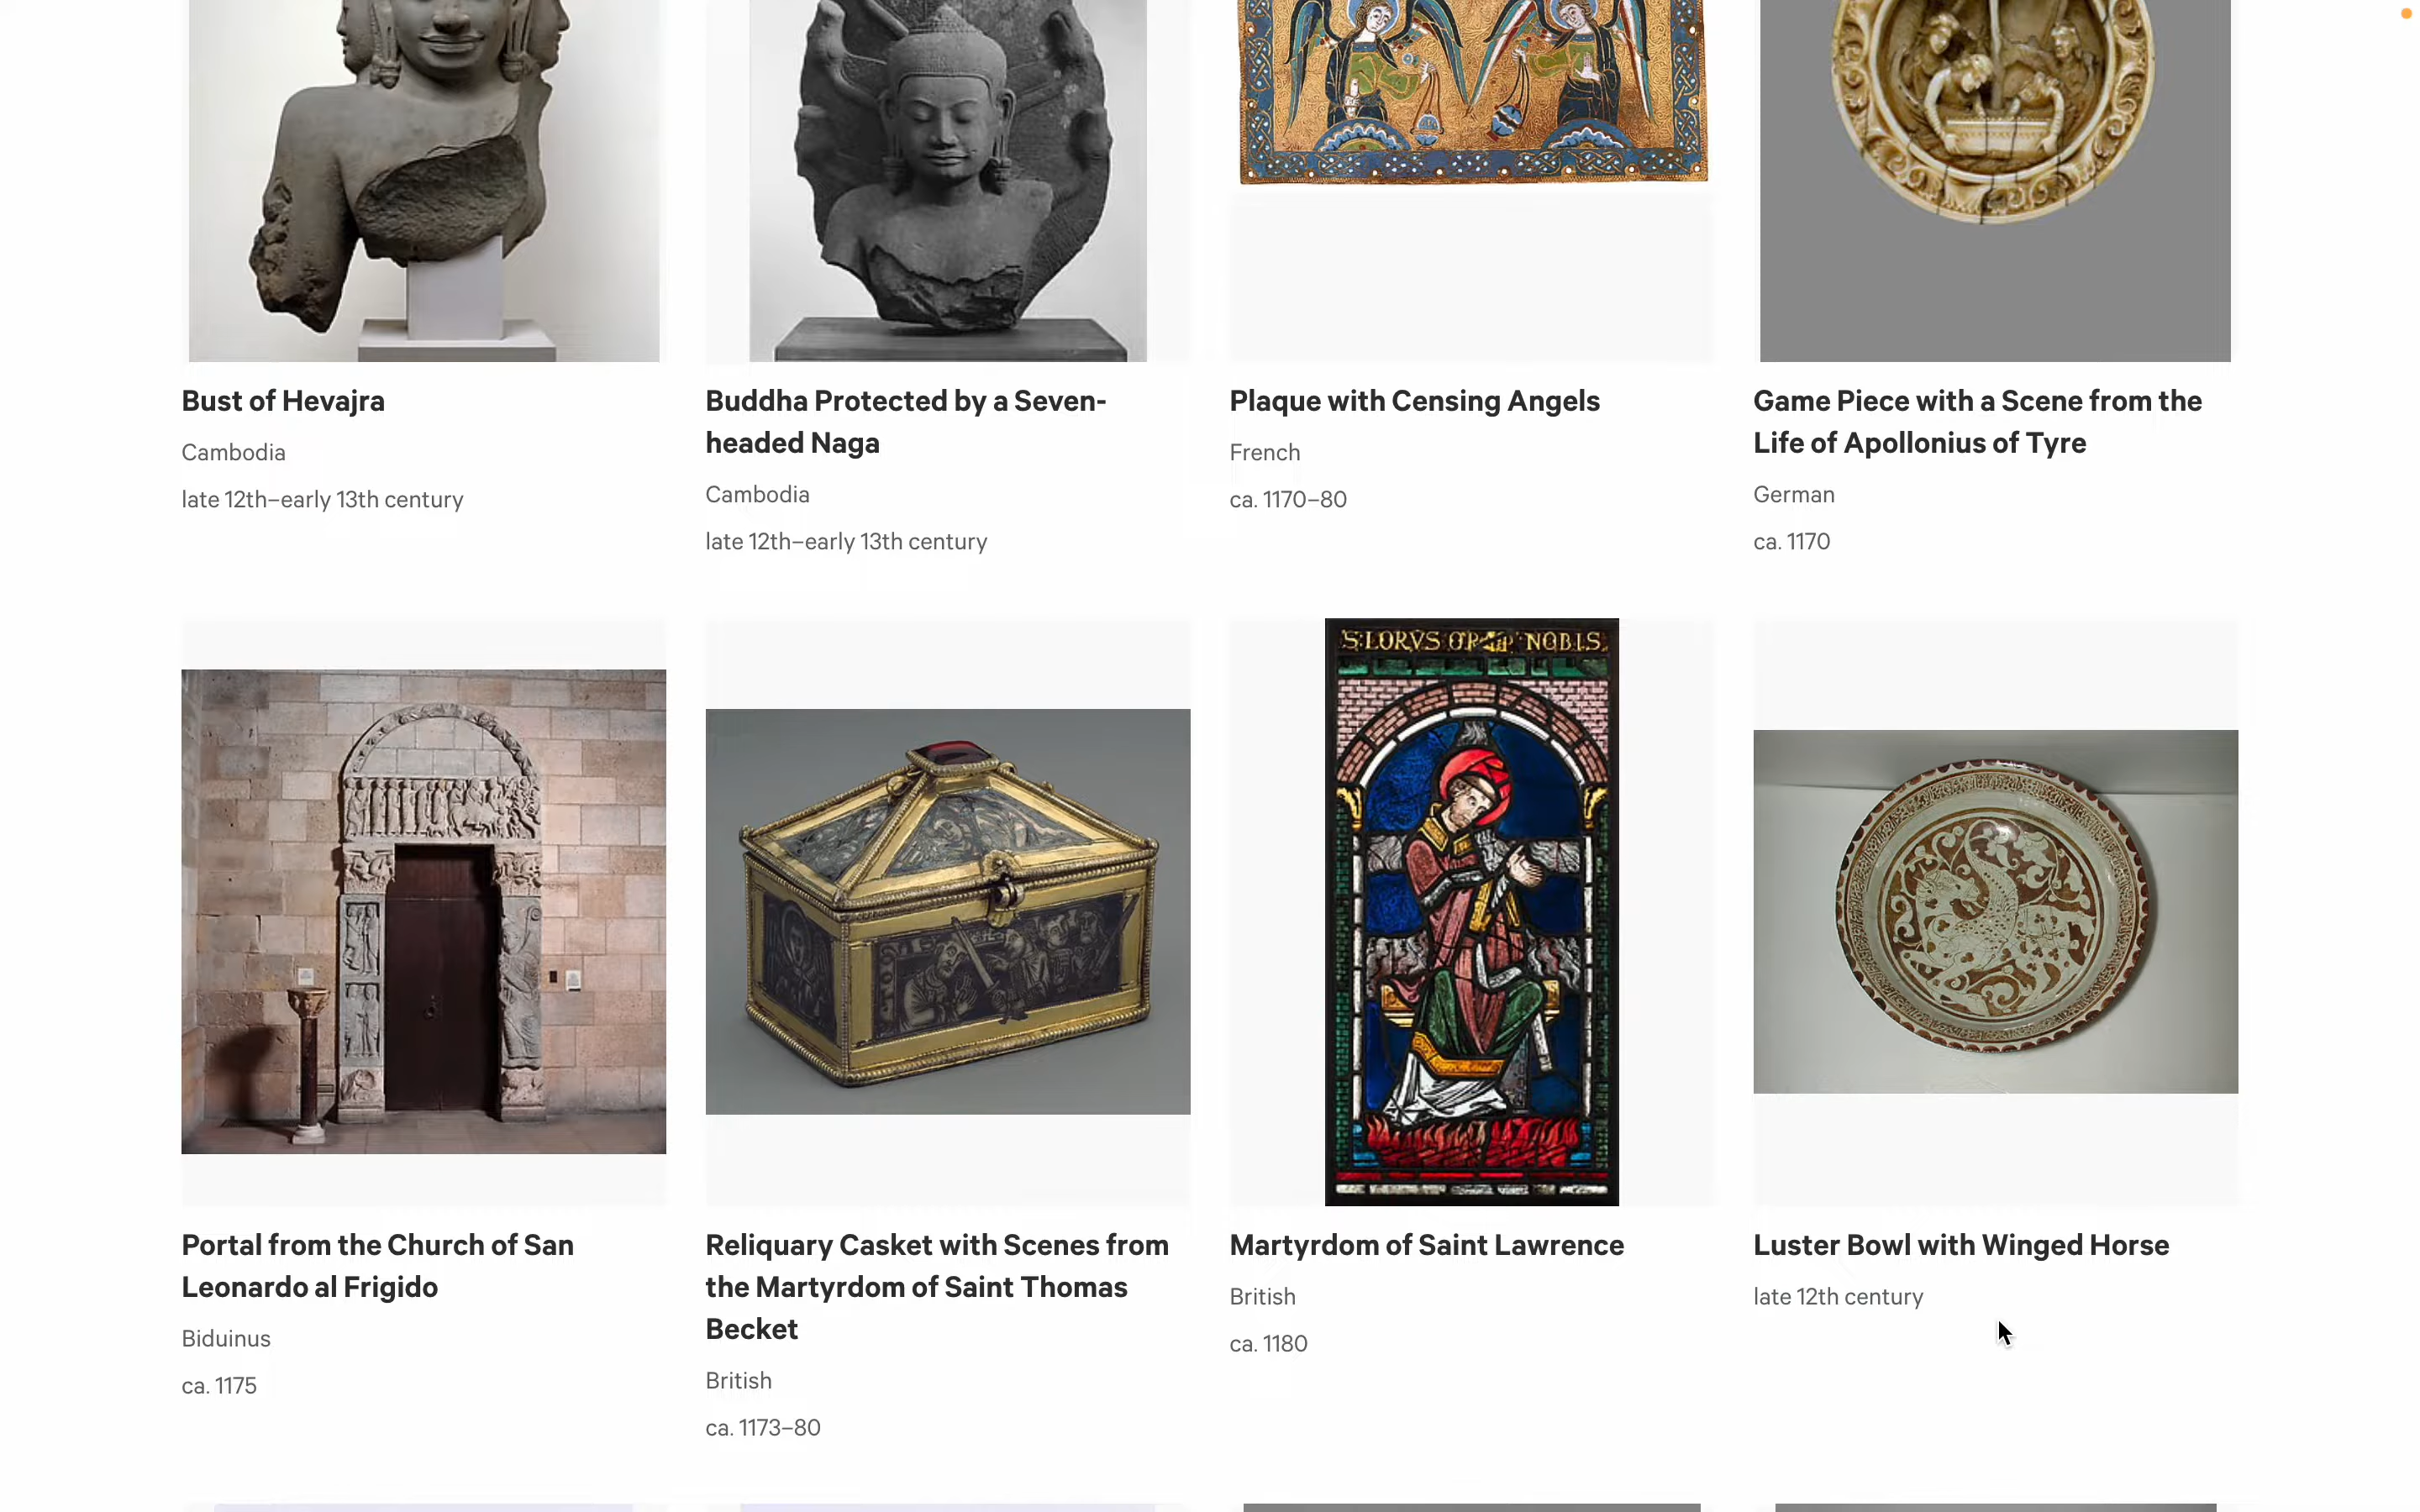 Bust of Hevajra
Cambodia
late 12th–early 13th century
Buddha Protected by a Seven-
headed Naga
Cambodia
late 12th–early 13th century
Plaque with Censing Angels
French
ca. 1170–80
Game Piece with a Scene from the
Life of Apollonius of Tyre
German
ca. 1170
S:LORVS OR NOBIS
Portal from the Church of San
Leonardo al Frigido
Biduinus
ca. 1175
Reliquary Casket with Scenes from
the Martyrdom of Saint Thomas
Becket
British
ca. 1173–80
Martyrdom of Saint Lawrence
British
ca. 1180
Luster Bowl with Winged Horse
late 12th century